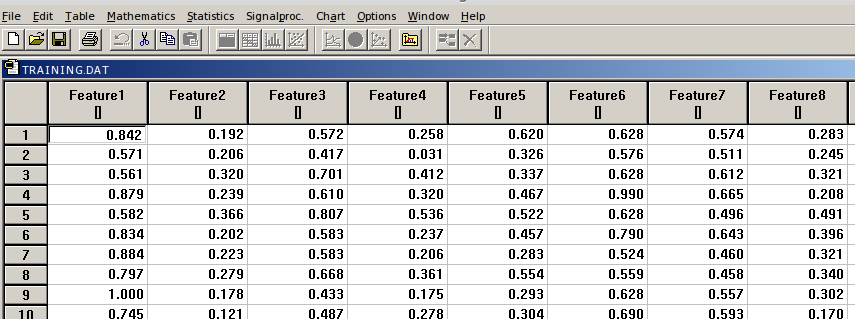 File Edit Table Mathematics Statistics Signalproc. Chart Options Window Help
TRAINING.DAT
Feature1 Feature2 Feature3 Feature4 Feature5 Feature6 Feature7 Feature8
[] [] [] [] [] [] [] []
1 0.842 0.192 0.572 0.258 0.620 0.628 0.574 0.283
2 0.571 0.206 0.417 0.031 0.326 0.576 0.511 0.245
3 0.561 0.320 0.701 0.412 0.337 0.628 0.612 0.321
4 0.879 0.239 0.610 0.320 0.467 0.990 0.665 0.208
5 0.582 0.366 0.807 0.536 0.522 0.628 0.496 0.491
6 0.834 0.202 0.583 0.237 0.457 0.790 0.643 0.396
7 0.884 0.223 0.583 0.206 0.283 0.524 0.460 0.321
8 0.797 0.279 0.668 0.361 0.554 0.559 0.458 0.340
9 1.000 0.178 0.433 0.175 0.293 0.628 0.557 0.302
10 0.745 0.121 0.487 0.278 0.304 0.690 0.593 0.170